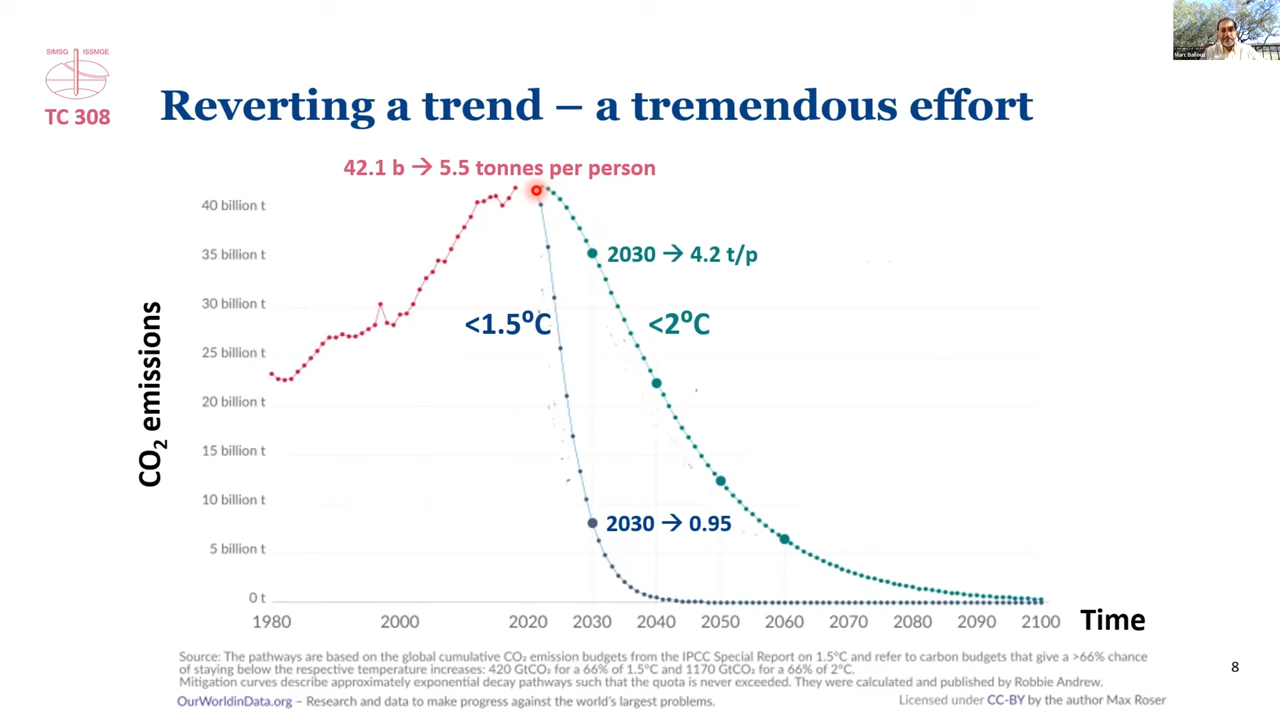 SIMSG ISSMGE
TC 308
Marc Ballouz
Reverting a trend – a tremendous effort
42.1 b → 5.5 tonnes per person
40 billion t
35 billion t
30 billion t
25 billion t
20 billion t
15 billion t
10 billion t
5 billion t
0 t
CO₂ emissions
2030 → 4.2 t/p
<1.5⁰C
<2⁰C
2030 → 0.95
1980
2000
2020
2030
2040
2050
2060
2070
2080
2090
2100
Time
Source: The pathways are based on the global cumulative CO₂ emission budgets from the IPCC Special Report on 1.5°C and refer to carbon budgets that give a >66% chance
of staying below the respective temperature increases: 420 GtCO₂ for a 66% of 1.5°C and 1170 GtCO₂ for a 66% of 2°C.
Mitigation curves describe approximately exponential decay pathways such that the quota is never exceeded. They were calculated and published by Robbie Andrew.
OurWorldinData.org – Research and data to make progress against the world's largest problems.
Licensed under CC-BY by the author Max Roser
8